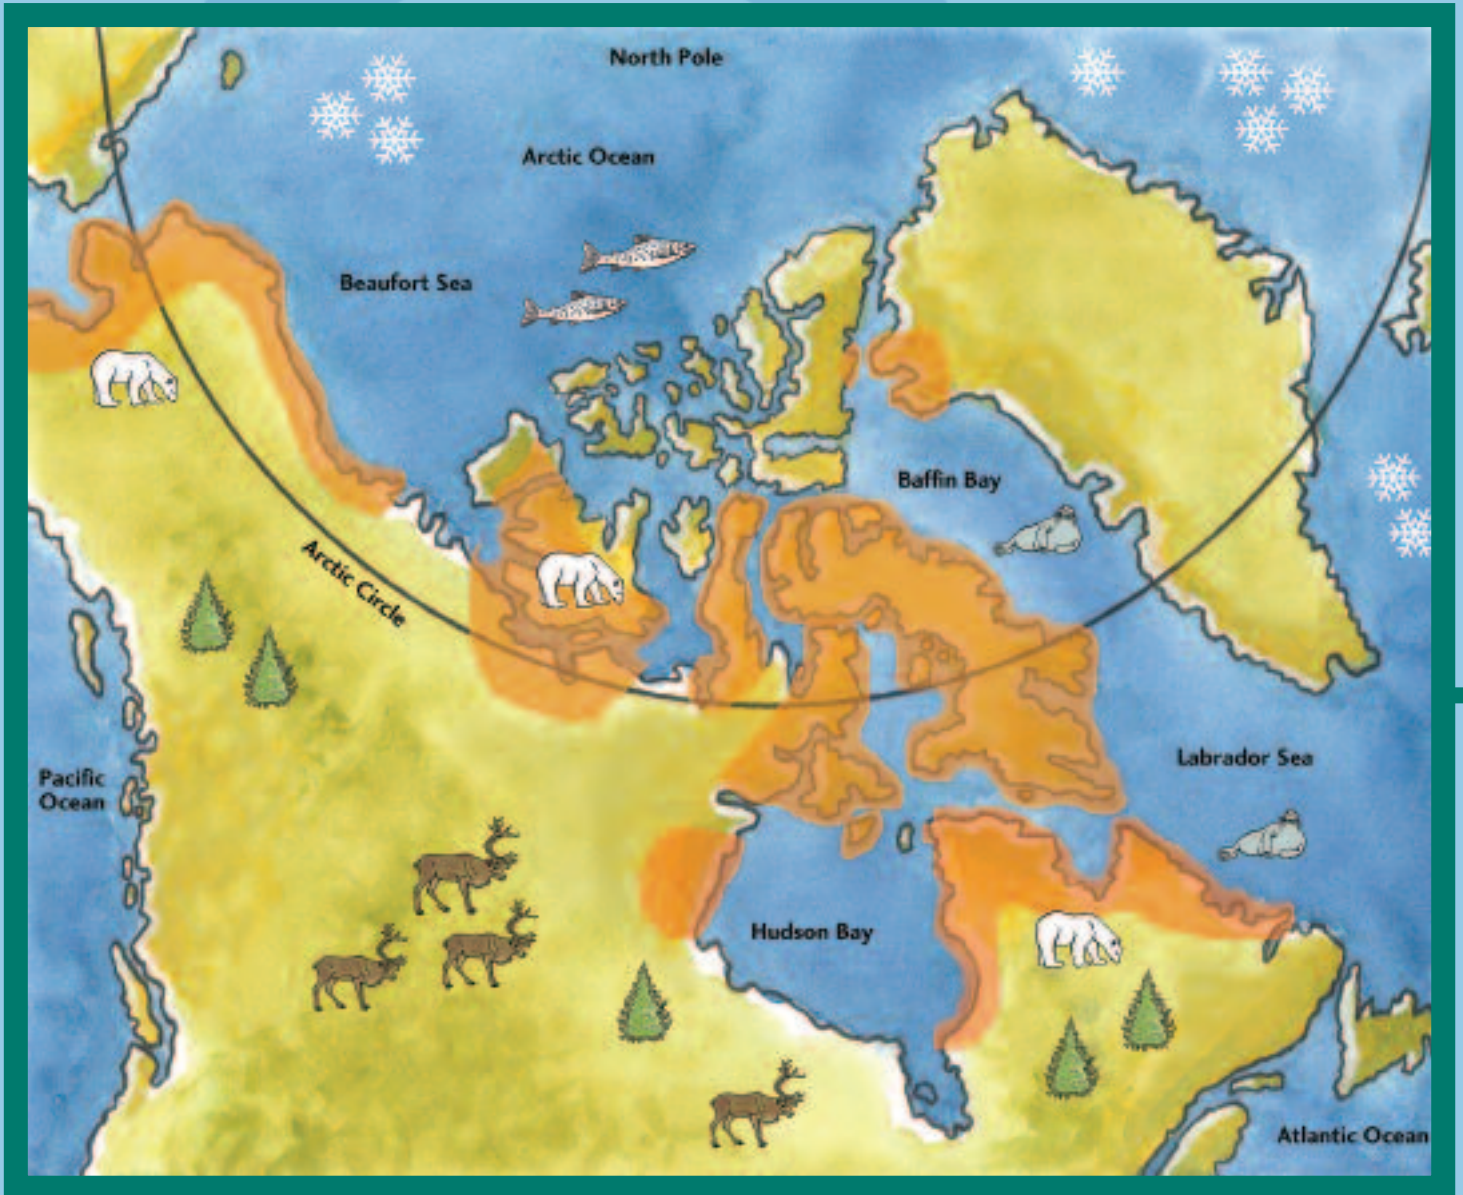 North Pole
Arctic Ocean
Beaufort Sea
Baffin Bay
Arctic Circle
Labrador Sea
Pacific
Ocean
Hudson Bay
Atlantic Ocean